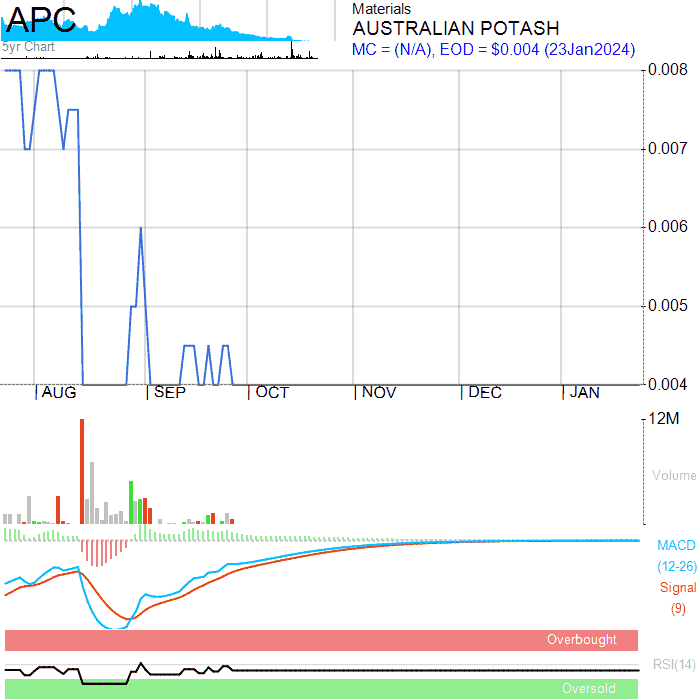 APC
5yr Chart
Materials
AUSTRALIAN POTASH
MC = (N/A), EOD = $0.004 (23Jan2024)
0.008
0.007
0.006
0.005
0.004
AUG
SEP
OCT
NOV
DEC
JAN
12M
Volume
MACD
(12-26)
Signal
(9)
Overbought
RSI(14)
Oversold